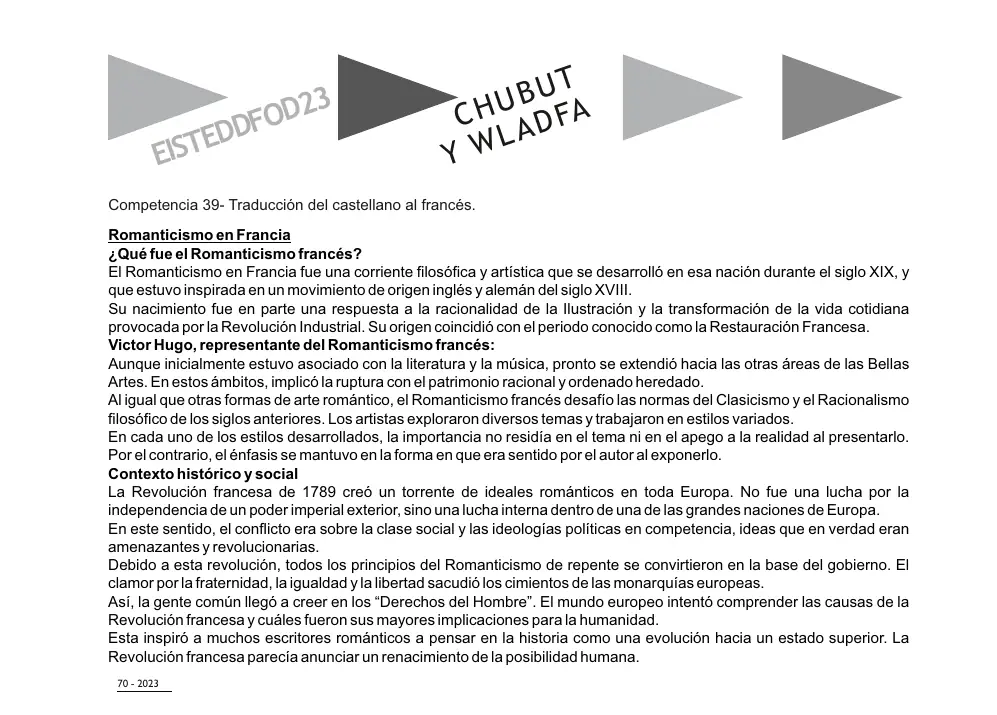 EISTEDDFOD23
CHUBUT
Y WLADFA
Competencia 39- Traducción del castellano al francés.
Romanticismo en Francia
¿Qué fue el Romanticismo francés?
El Romanticismo en Francia fue una corriente filosófica y artística que se desarrolló en esa nación durante el siglo XIX, y
que estuvo inspirada en un movimiento de origen inglés y alemán del siglo XVIII.
Su nacimiento fue en parte una respuesta a la racionalidad de la Ilustración y la transformación de la vida cotidiana
provocada por la Revolución Industrial. Su origen coincidió con el periodo conocido como la Restauración Francesa.
Victor Hugo, representante del Romanticismo francés:
Aunque inicialmente estuvo asociado con la literatura y la música, pronto se extendió hacia las otras áreas de las Bellas
Artes. En estos ámbitos, implicó la ruptura con el patrimonio racional y ordenado heredado.
Al igual que otras formas de arte romántico, el Romanticismo francés desafío las normas del Clasicismo y el Racionalismo
filosófico de los siglos anteriores. Los artistas exploraron diversos temas y trabajaron en estilos variados.
En cada uno de los estilos desarrollados, la importancia no residía en el tema ni en el apego a la realidad al presentarlo.
Por el contrario, el énfasis se mantuvo en la forma en que era sentido por el autor al exponerlo.
Contexto histórico y social
La Revolución francesa de 1789 creó un torrente de ideales románticos en toda Europa. No fue una lucha por la
independencia de un poder imperial exterior, sino una lucha interna dentro de una de las grandes naciones de Europa.
En este sentido, el conflicto era sobre la clase social y las ideologías políticas en competencia, ideas que en verdad eran
amenazantes y revolucionarias.
Debido a esta revolución, todos los principios del Romanticismo de repente se convirtieron en la base del gobierno. El
clamor por la fraternidad, la igualdad y la libertad sacudió los cimientos de las monarquías europeas.
Así, la gente común llegó a creer en los “Derechos del Hombre”. El mundo europeo intentó comprender las causas de la
Revolución francesa y cuáles fueron sus mayores implicaciones para la humanidad.
Esta inspiró a muchos escritores románticos a pensar en la historia como una evolución hacia un estado superior. La
Revolución francesa parecía anunciar un renacimiento de la posibilidad humana.
70 - 2023